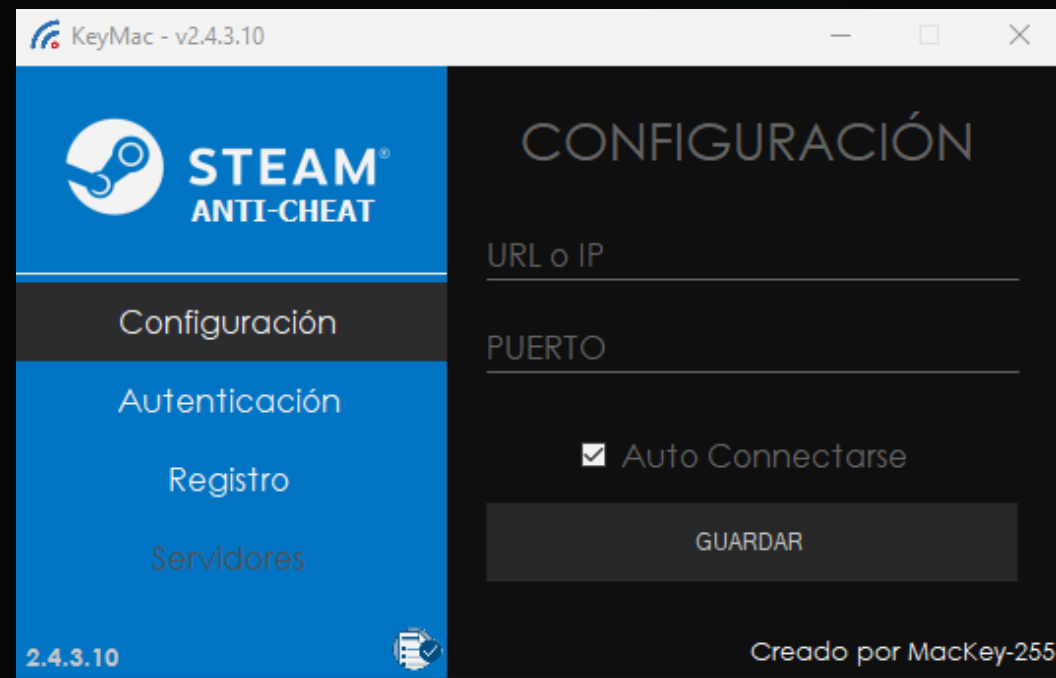 KeyMac - v2.4.3.10
STEAM®
ANTI-CHEAT
Configuración
Autenticación
Registro
Servidores
2.4.3.10
CONFIGURACIÓN
URL o IP
PUERTO
Auto Connectarse
GUARDAR
Creado por MacKey-255